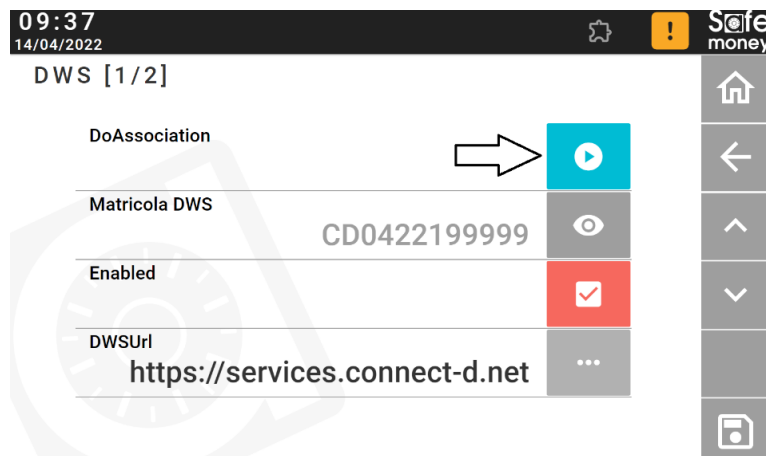 09:37
14/04/2022
!
Safe
money
DWS [1/2]
DoAssociation
Matricola DWS
CD0422199999
Enabled
DWSUrl
https://services.connect-d.net
...